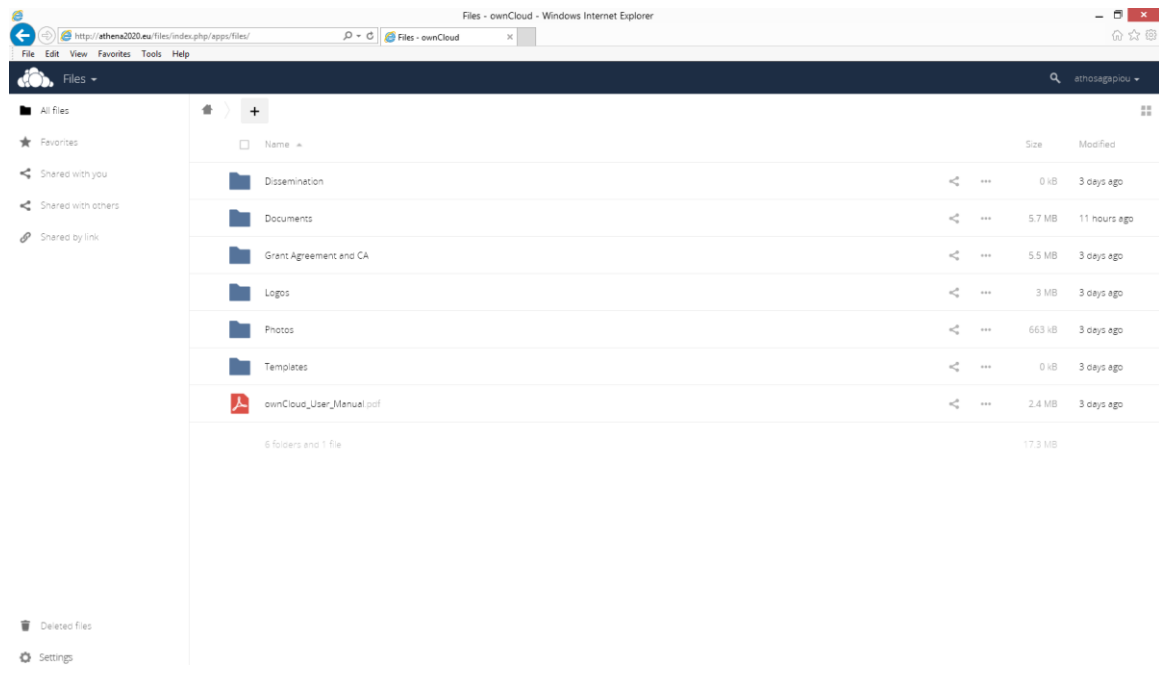 Files - ownCloud - Windows Internet Explorer
http://athena2020.eu/files/index.php/apps/files/ Files - ownCloud
File Edit View Favorites Tools Help
Files athosagapiou
All files
Favorites
Shared with you
Shared with others
Shared by link
Deleted files
Settings
Name Size Modified
Dissemination 0 kB 3 days ago
Documents 5.7 MB 11 hours ago
Grant Agreement and CA 5.5 MB 3 days ago
Logos 3 MB 3 days ago
Photos 663 kB 3 days ago
Templates 0 kB 3 days ago
ownCloud_User_Manual.pdf 2.4 MB 3 days ago
6 folders and 1 file 17.3 MB